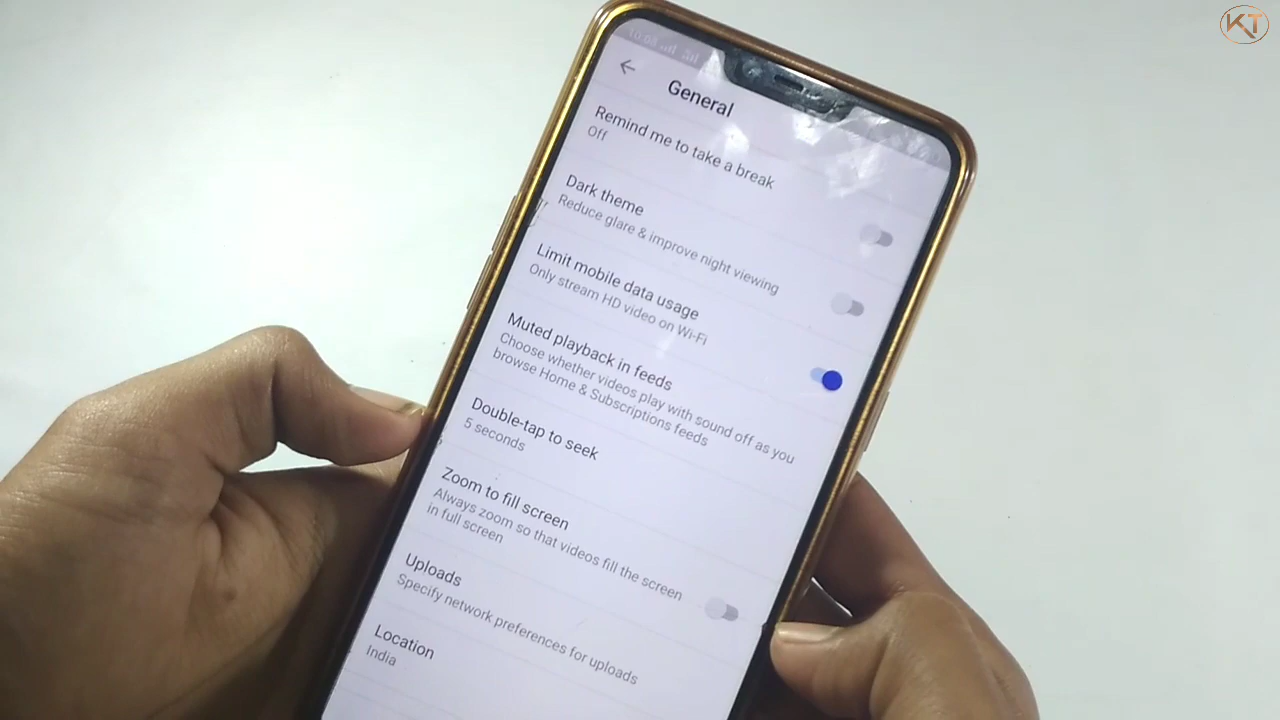 KT
10:08
General
Remind me to take a break
Off
Dark theme
Reduce glare & improve night viewing
Limit mobile data usage
Only stream HD video on Wi-Fi
Muted playback in feeds
Choose whether videos play with sound off as you
browse Home & Subscriptions feeds
Double-tap to seek
5 seconds
Zoom to fill screen
Always zoom so that videos fill the screen
in full screen
Uploads
Specify network preferences for uploads
Location
India